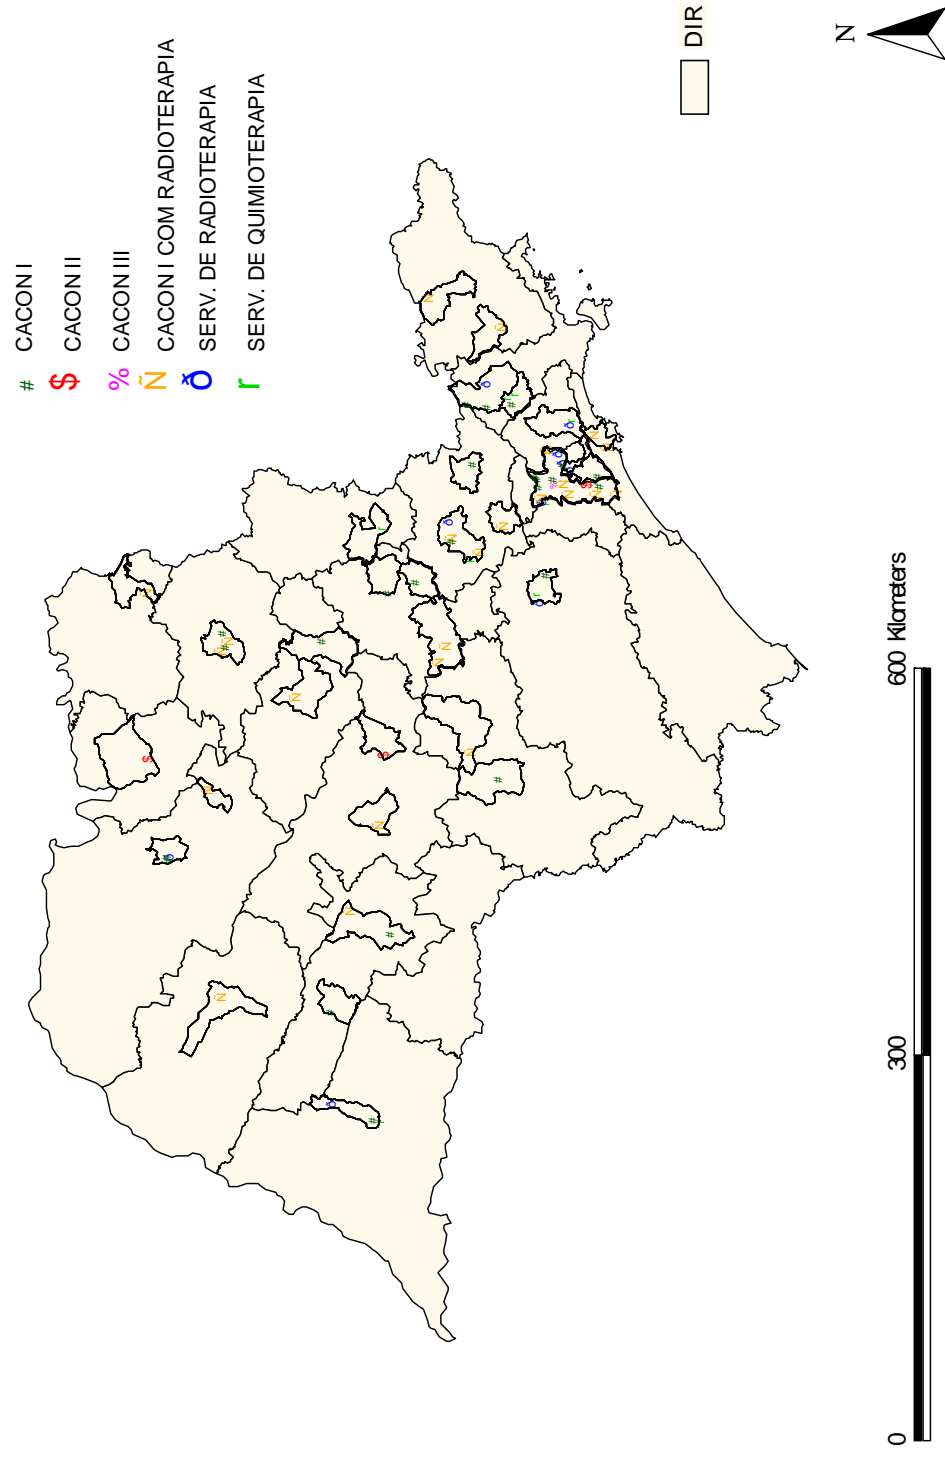 # CACON I
$ CACON II
% CACON III
Ñ CACON I COM RADIOTERAPIA
ð SERV. DE RADIOTERAPIA
r SERV. DE QUIMIOTERAPIA
DIR
N
0 300 600 Kilometers